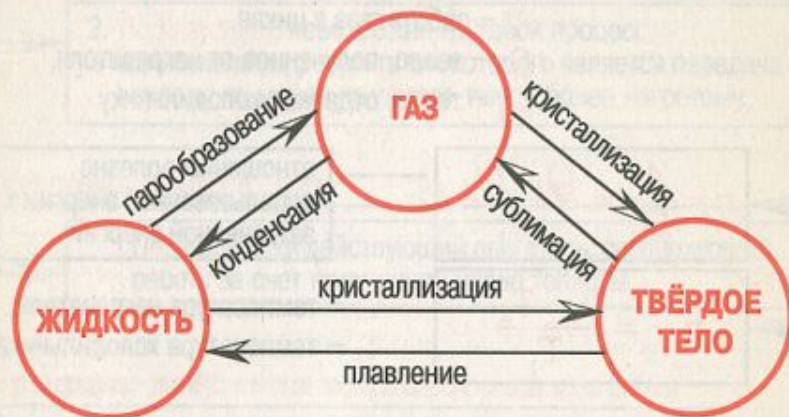 ГАЗ
парообразование
конденсация
кристаллизация
сублимация
ЖИДКОСТЬ
кристаллизация
плавление
ТВЁРДОЕ
ТЕЛО